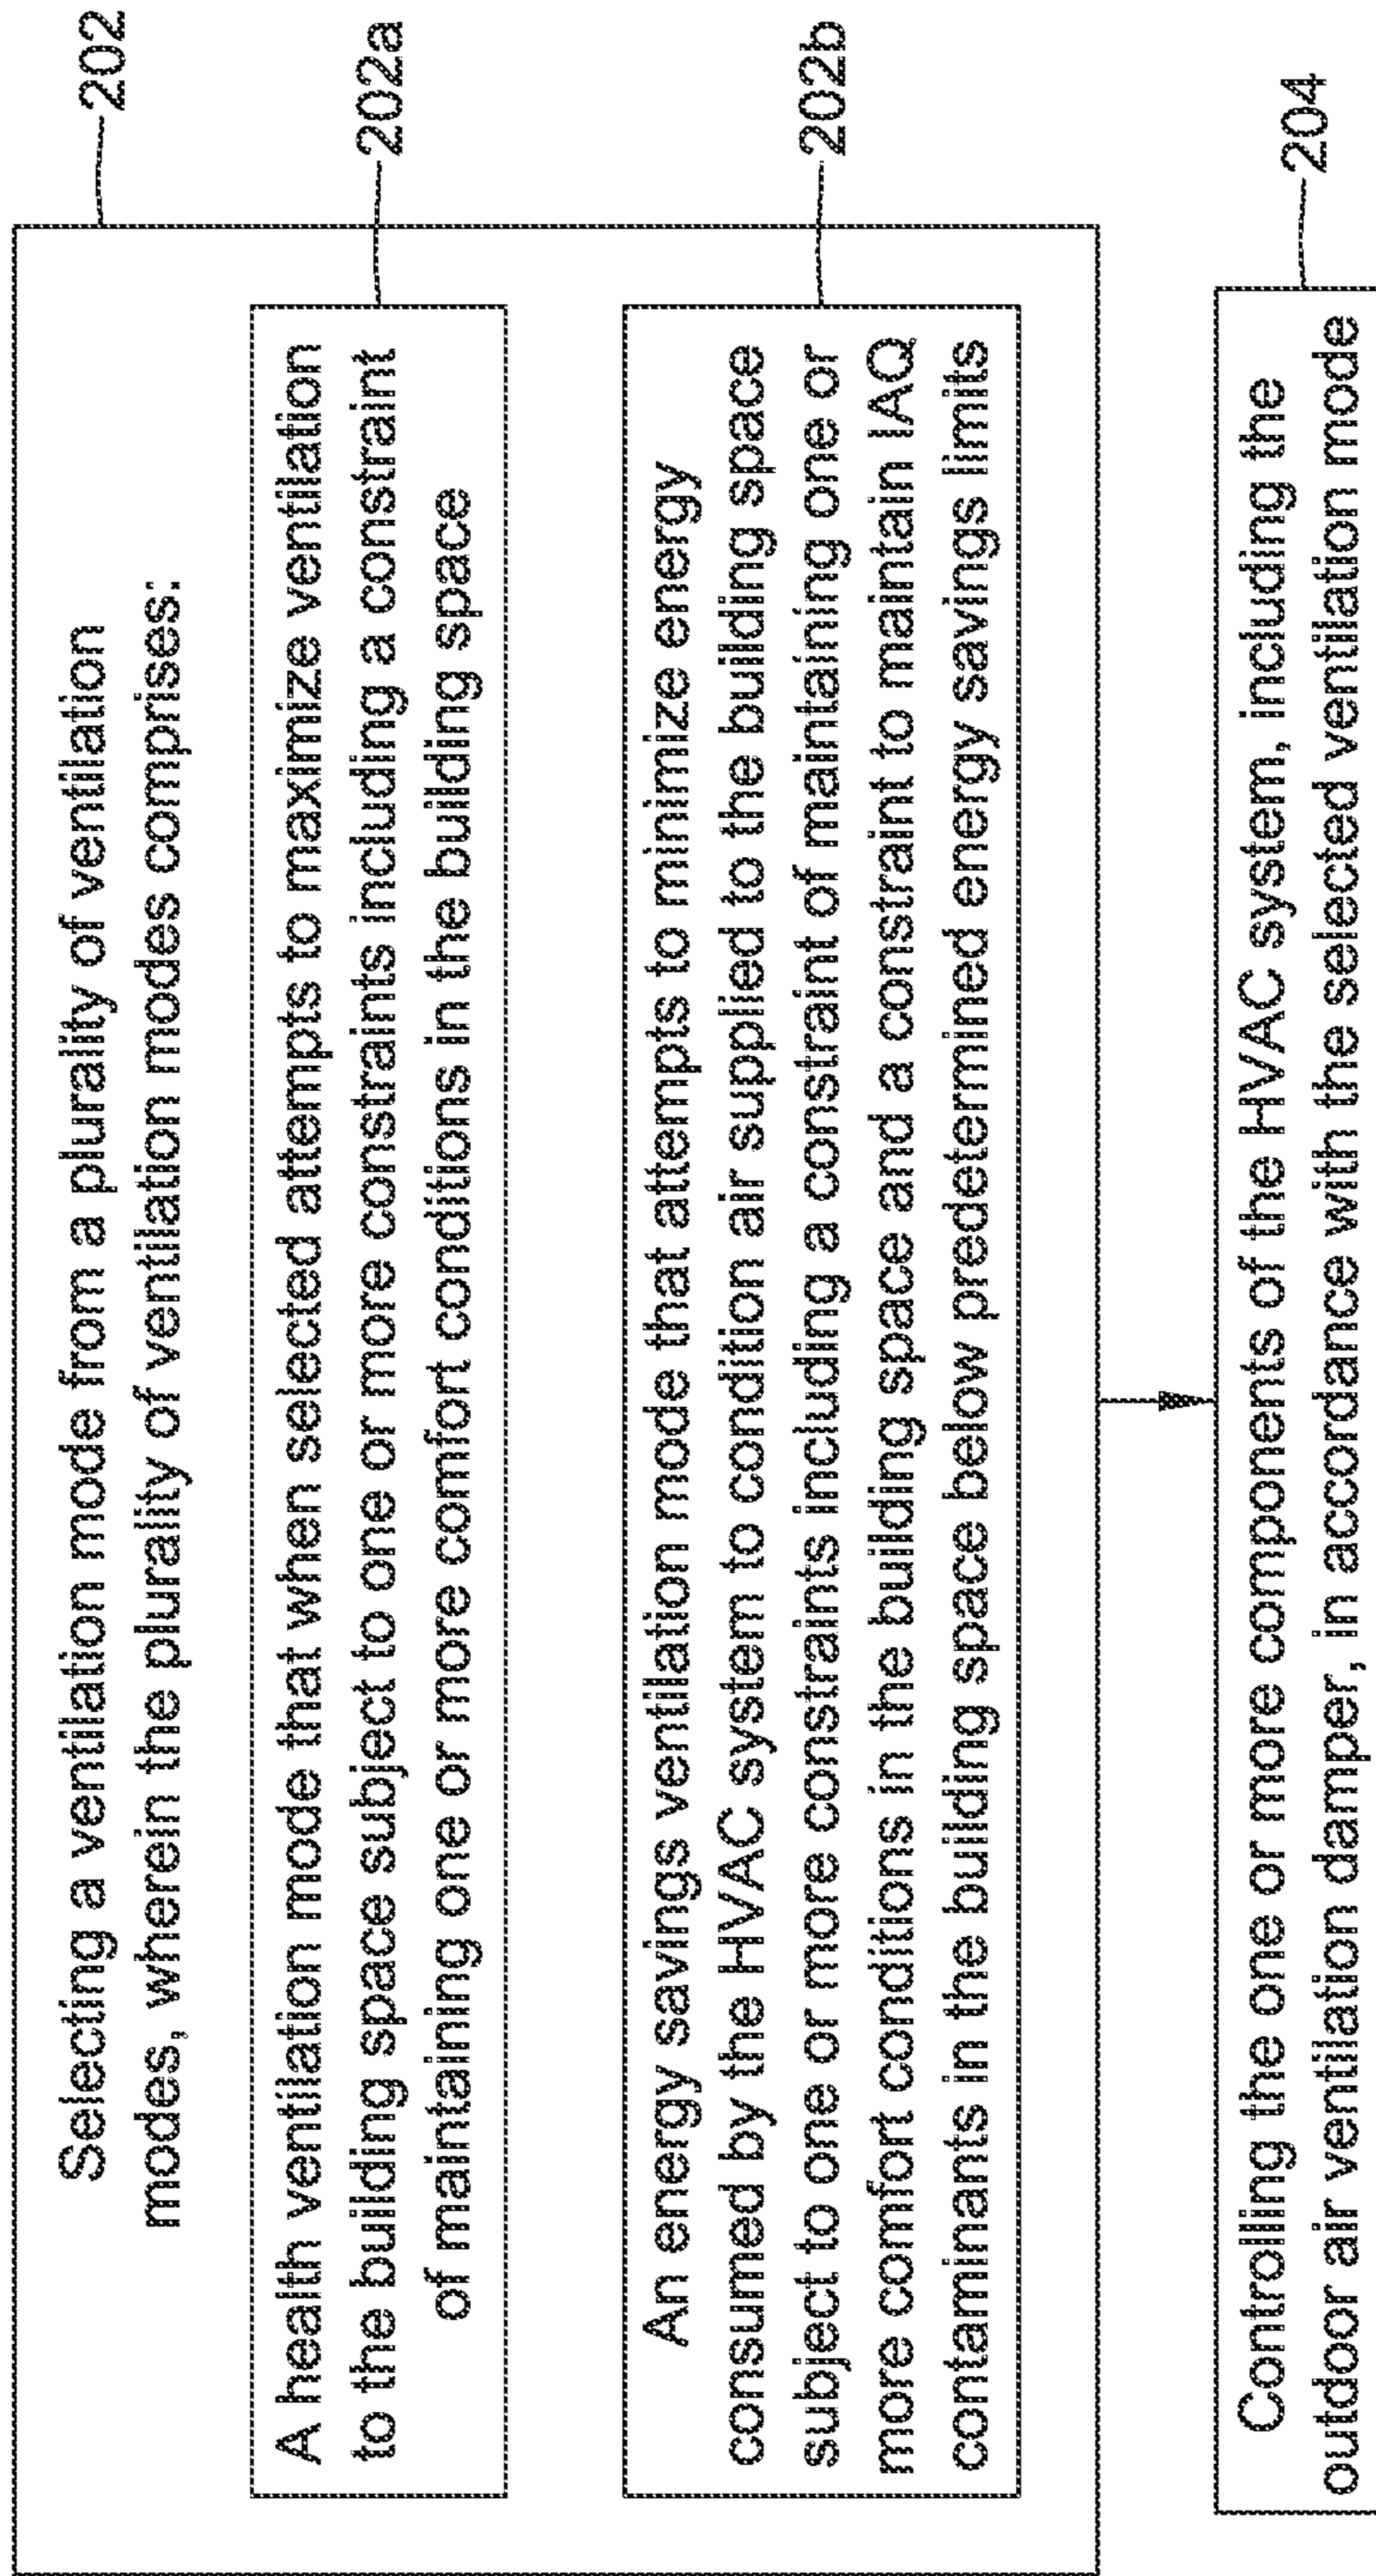 Selecting a ventilation mode from a plurality of ventilation
modes, wherein the plurality of ventilation modes comprises:
202
A health ventilation mode that when selected attempts to maximize ventilation
to the building space subject to one or more constraints including a constraint
of maintaining one or more comfort conditions in the building space
202a
An energy savings ventilation mode that attempts to minimize energy
consumed by the HVAC system to condition air supplied to the building space
subject to one or more constraints including a constraint of maintaining one or
more comfort conditions in the building space and a constraint to maintain IAQ
contaminants in the building space below predetermined energy savings limits
202b
Controlling the one or more components of the HVAC system, including the
outdoor air ventilation damper, in accordance with the selected ventilation mode
204